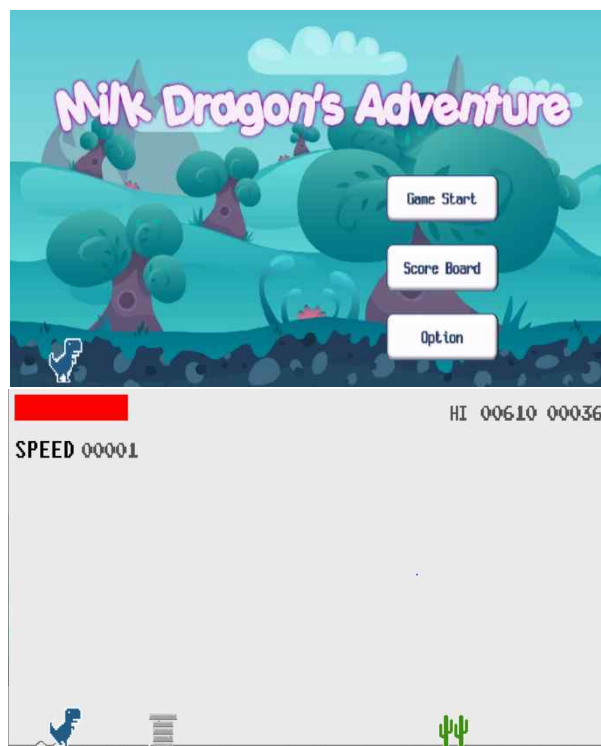 Milk Dragon's Adventure
Game Start
Score Board
Option
HI 00610 00036
SPEED 00001